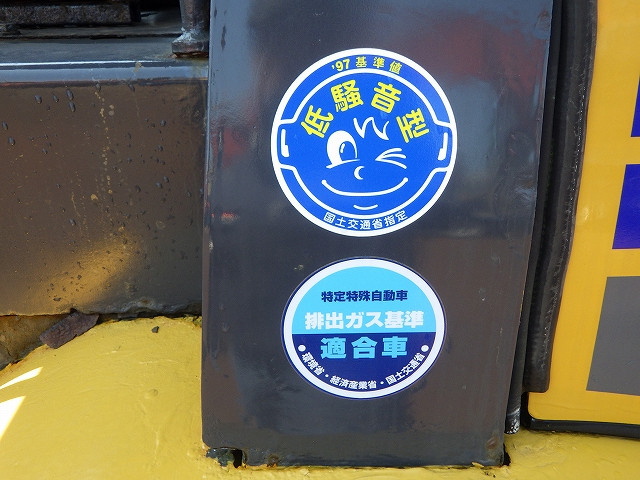 '97基準値
低騒音型
国土交通省指定
特定特殊自動車
排出ガス基準
適合車
・環境省・経済産業省・国土交通省・